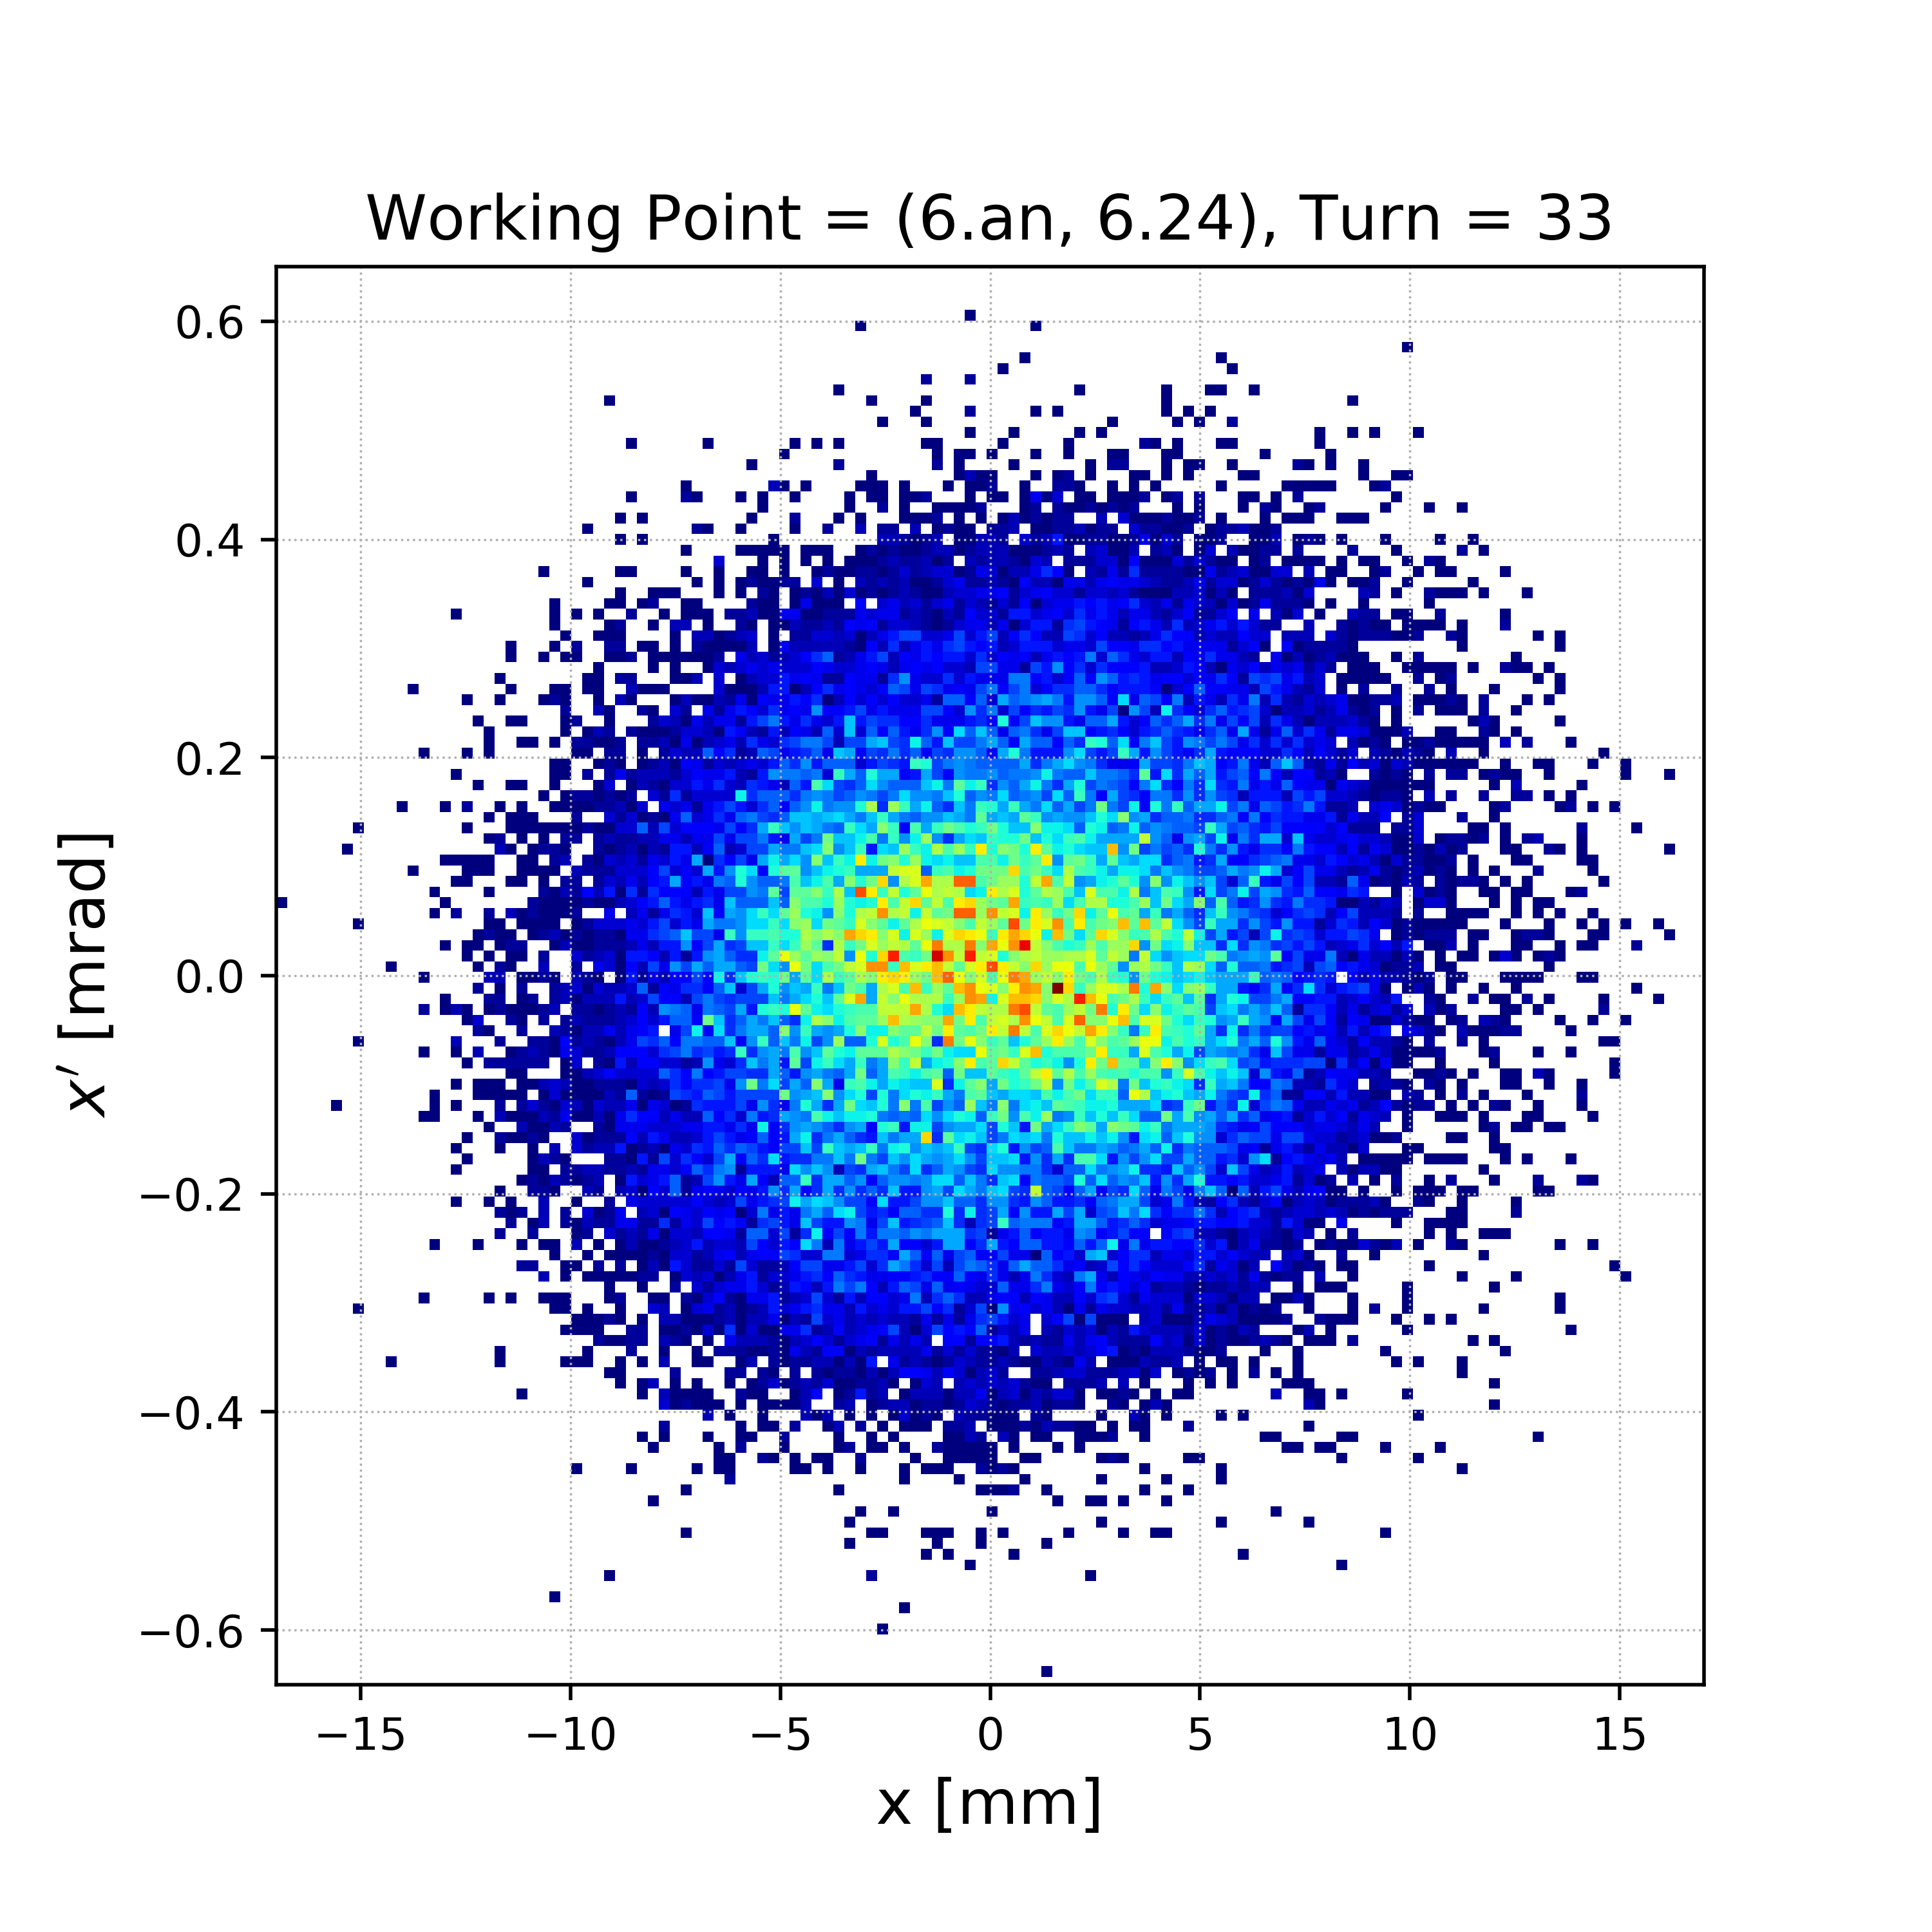 Working Point = (6.an, 6.24), Turn = 33
0.6
0.4
0.2
0.0
−0.2
−0.4
−0.6
x′ [mrad]
−15 −10 −5 0 5 10 15
x [mm]